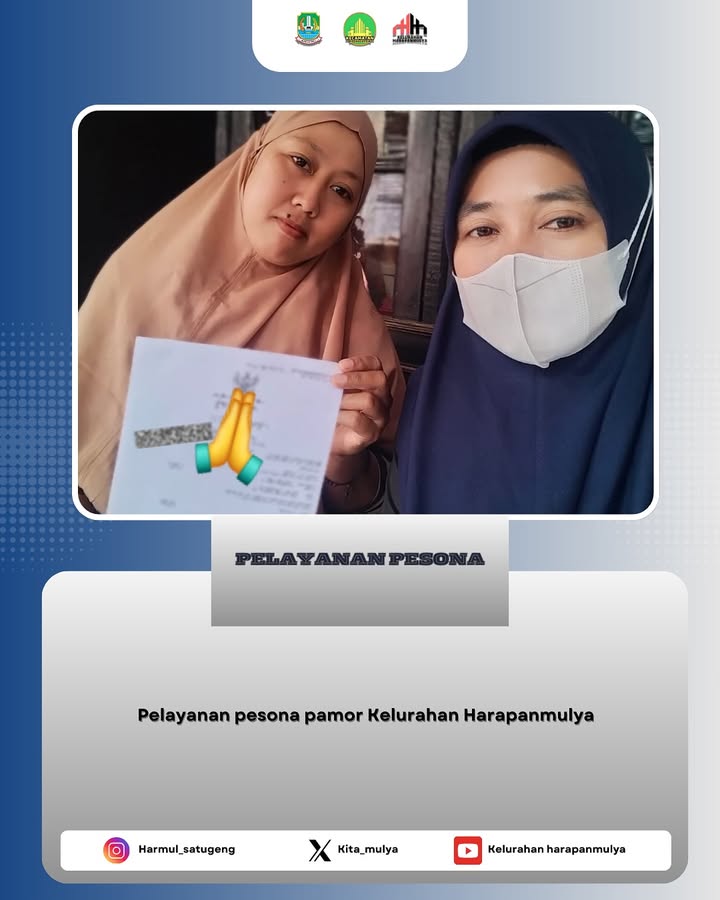 PELAYANAN PESONA
Pelayanan pesona pamor Kelurahan Harapanmulya
Harmul_satugeng
Kita_mulya
Kelurahan harapanmulya